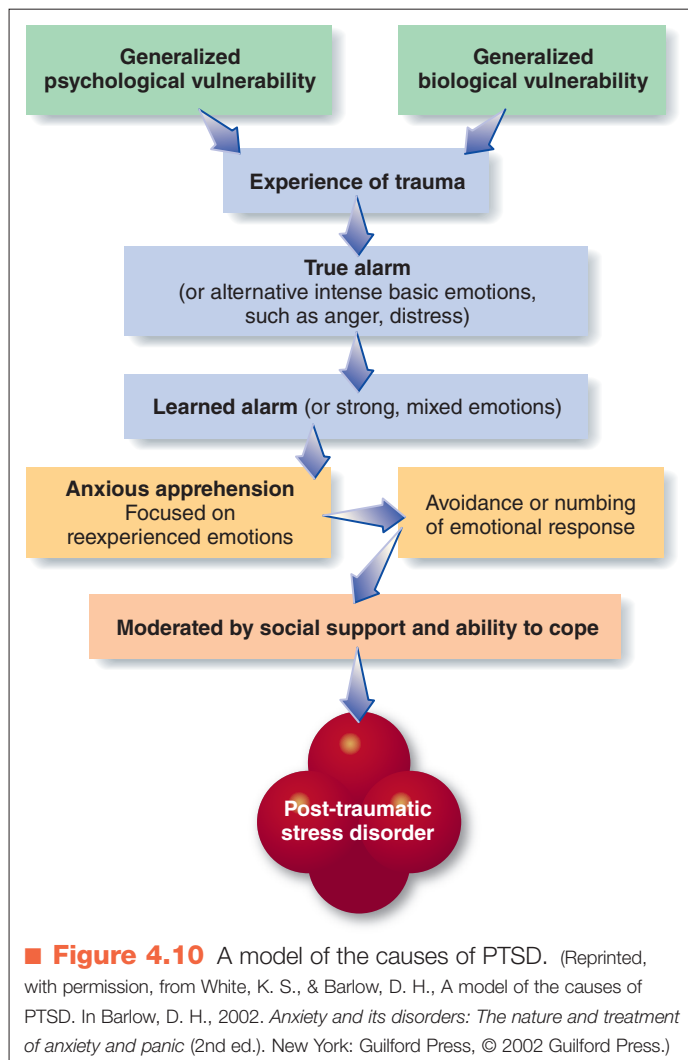 Generalized
psychological vulnerability
Generalized
biological vulnerability
Experience of trauma
True alarm
(or alternative intense basic emotions,
such as anger, distress)
Learned alarm (or strong, mixed emotions)
Anxious apprehension
Focused on
reexperienced emotions
Avoidance or numbing
of emotional response
Moderated by social support and ability to cope
Post-traumatic
stress disorder
■ Figure 4.10 A model of the causes of PTSD. (Reprinted,
with permission, from White, K. S., & Barlow, D. H., A model of the causes of
PTSD. In Barlow, D. H., 2002. Anxiety and its disorders: The nature and treatment
of anxiety and panic (2nd ed.). New York: Guilford Press, © 2002 Guilford Press.)